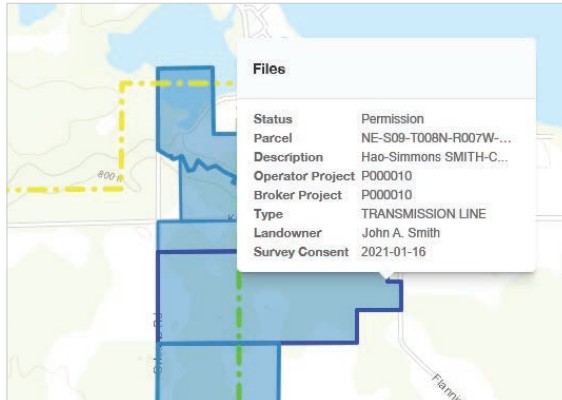 Files
Status Permission
Parcel NE-S09-T008N-R007W-...
Description Hao-Simmons SMITH-C...
Operator Project P000010
Broker Project P000010
Type TRANSMISSION LINE
Landowner John A. Smith
Survey Consent 2021-01-16
800 ft
K
Flanni